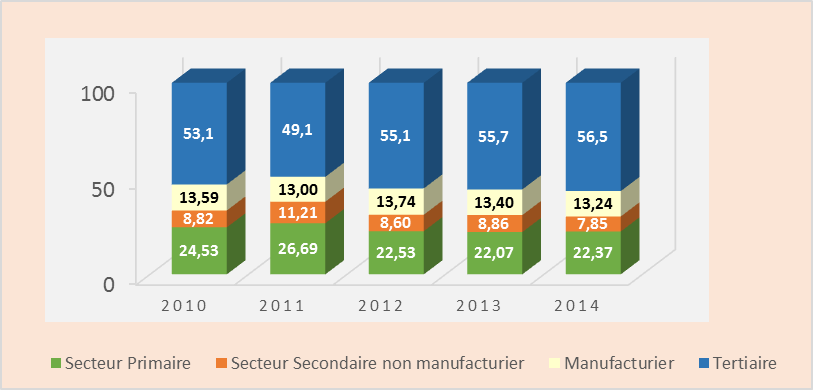 100
50
0
53,1 49,1 55,1 55,7 56,5
13,59 13,00 13,74 13,40 13,24
8,82 11,21 8,60 8,86 7,85
24,53 26,69 22,53 22,07 22,37
2010 2011 2012 2013 2014
Secteur Primaire Secteur Secondaire non manufacturier Manufacturier Tertiaire